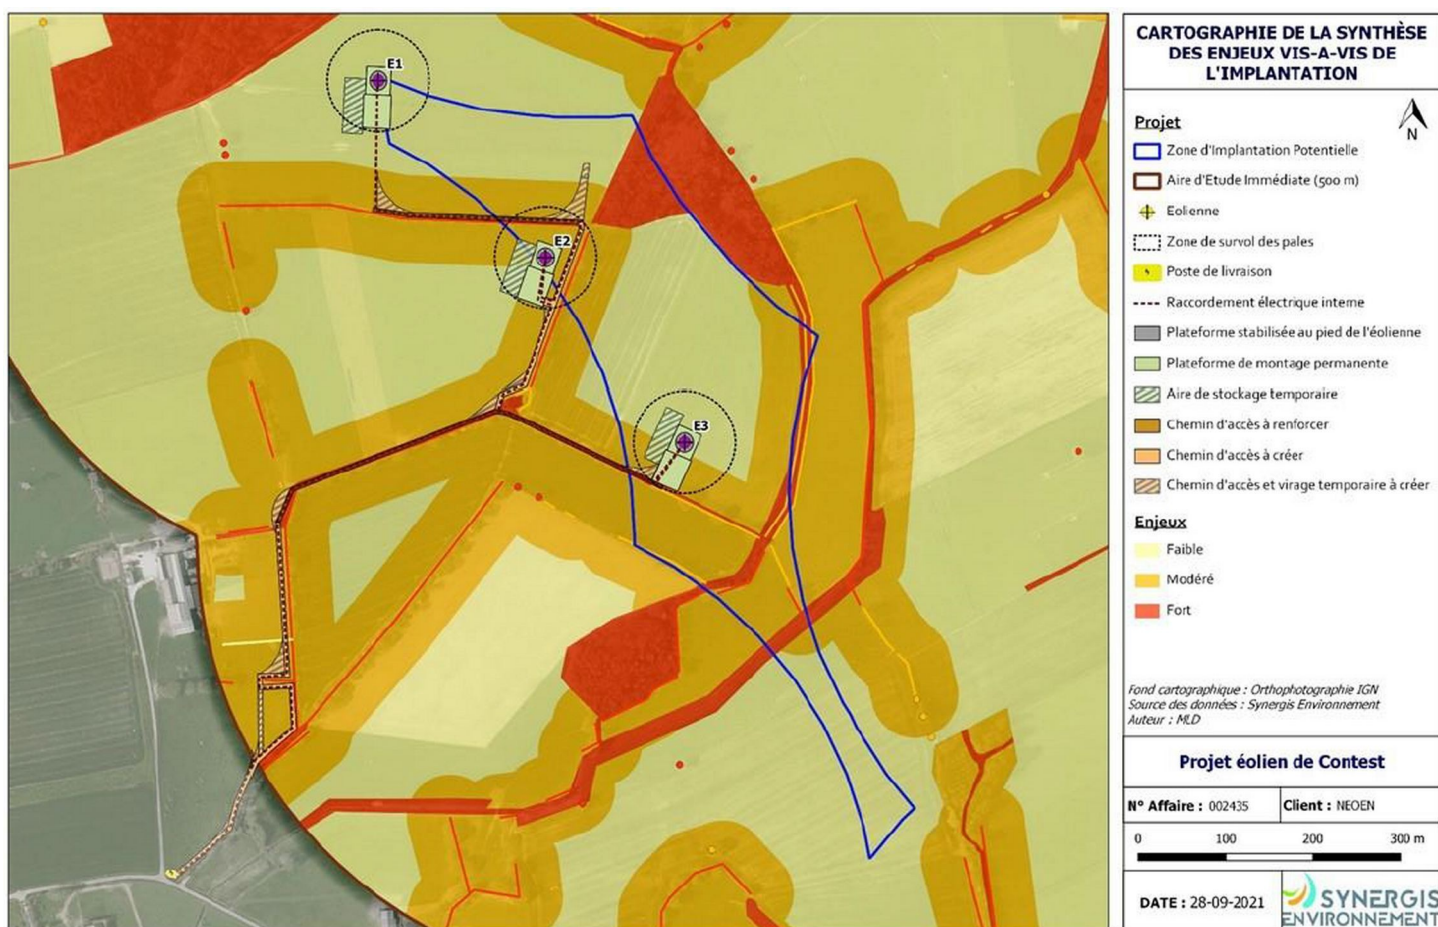 CARTOGRAPHIE DE LA SYNTHÈSE
DES ENJEUX VIS-A-VIS DE
L'IMPLANTATION
Projet
N
Zone d'Implantation Potentielle
Aire d'Etude Immédiate (500 m)
Eolienne
Zone de survol des pales
Poste de livraison
Raccordement électrique interne
Plateforme stabilisée au pied de l'éolienne
Plateforme de montage permanente
Aire de stockage temporaire
Chemin d'accès à renforcer
Chemin d'accès à créer
Chemin d'accès et virage temporaire à créer
Enjeux
Faible
Modéré
Fort
Fond cartographique : Orthophotographie IGN
Source des données : Synergis Environnement
Auteur : MLD
Projet éolien de Contest
N° Affaire : 002435
Client : NEOEN
0 100 200 300 m
DATE : 28-09-2021
SYNERGIS
ENVIRONNEMENT
E1
E2
E3